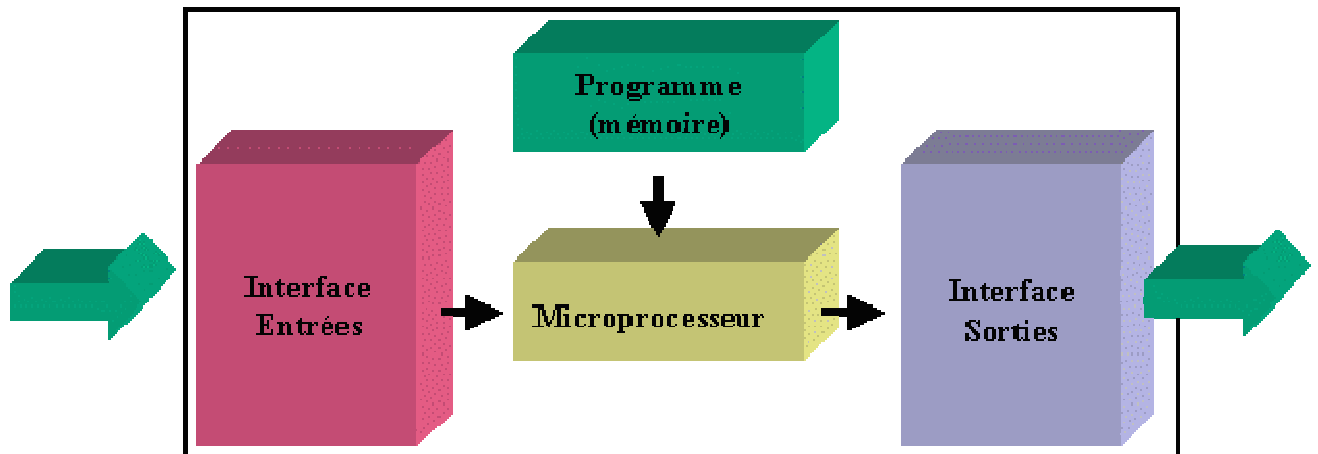 Programme
(mémoire)
Interface
Entrées
Microprocesseur
Interface
Sorties